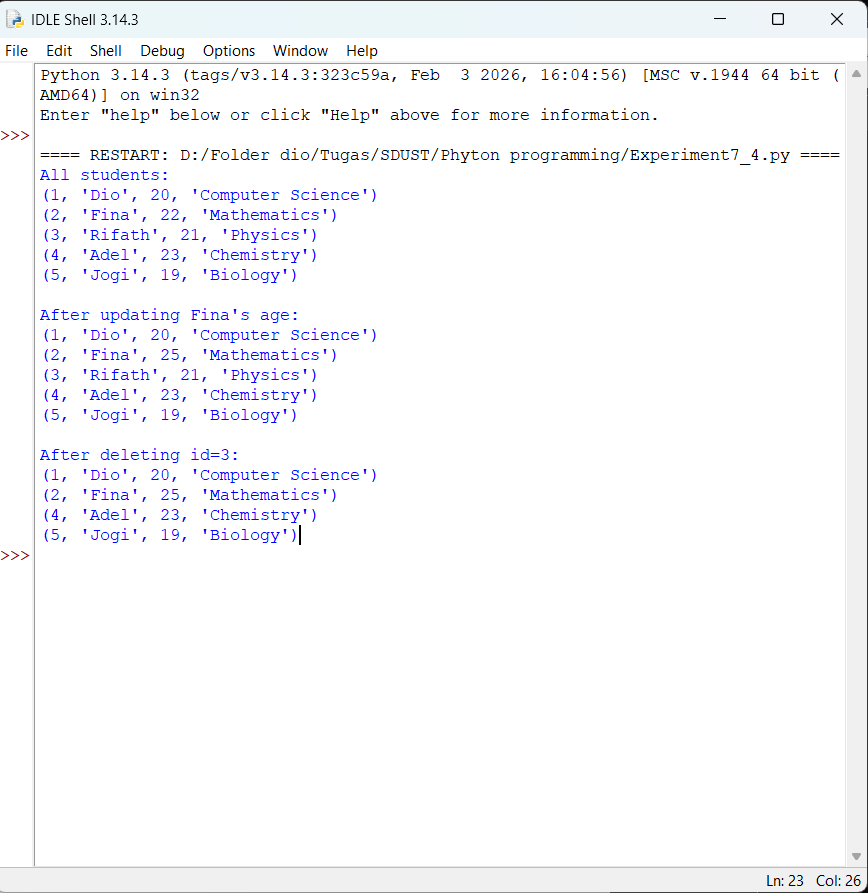 IDLE Shell 3.14.3
File Edit Shell Debug Options Window Help
Python 3.14.3 (tags/v3.14.3:323c59a, Feb  3 2026, 16:04:56) [MSC v.1944 64 bit (
AMD64)] on win32
Enter "help" below or click "Help" above for more information.
>>>
==== RESTART: D:/Folder dio/Tugas/SDUST/Phyton programming/Experiment7_4.py ====
All students:
(1, 'Dio', 20, 'Computer Science')
(2, 'Fina', 22, 'Mathematics')
(3, 'Rifath', 21, 'Physics')
(4, 'Adel', 23, 'Chemistry')
(5, 'Jogi', 19, 'Biology')
After updating Fina's age:
(1, 'Dio', 20, 'Computer Science')
(2, 'Fina', 25, 'Mathematics')
(3, 'Rifath', 21, 'Physics')
(4, 'Adel', 23, 'Chemistry')
(5, 'Jogi', 19, 'Biology')
After deleting id=3:
(1, 'Dio', 20, 'Computer Science')
(2, 'Fina', 25, 'Mathematics')
(4, 'Adel', 23, 'Chemistry')
(5, 'Jogi', 19, 'Biology')
>>>
Ln: 23 Col: 26